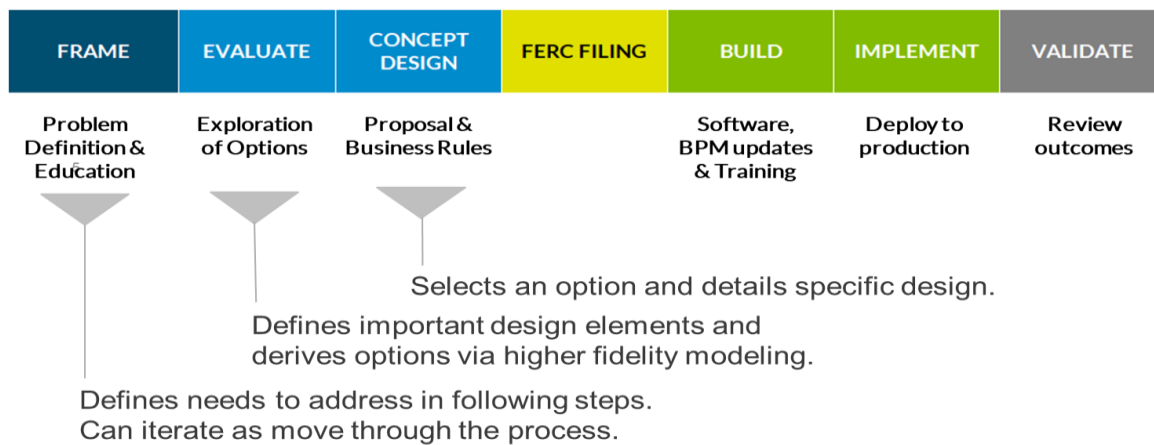 FRAME
EVALUATE
CONCEPT
DESIGN
FERC FILING
BUILD
IMPLEMENT
VALIDATE
Problem
Definition &
Education
5
Exploration
of Options
Proposal &
Business Rules
Software,
BPM updates
& Training
Deploy to
production
Review
outcomes
Selects an option and details specific design.
Defines important design elements and
derives options via higher fidelity modeling.
Defines needs to address in following steps.
Can iterate as move through the process.